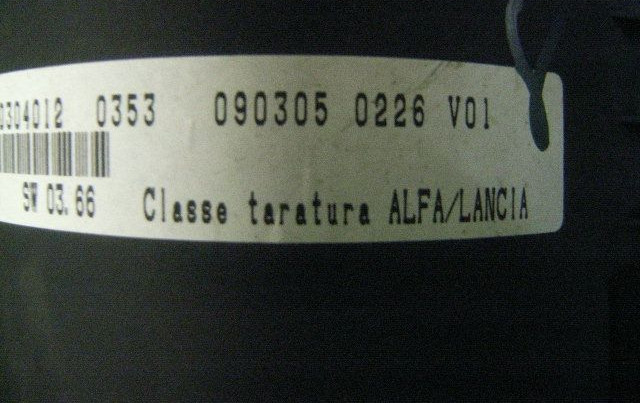 0304012 0353 090305 0226 V01
SW 03.66 Classe taratura ALFA/LANCIA